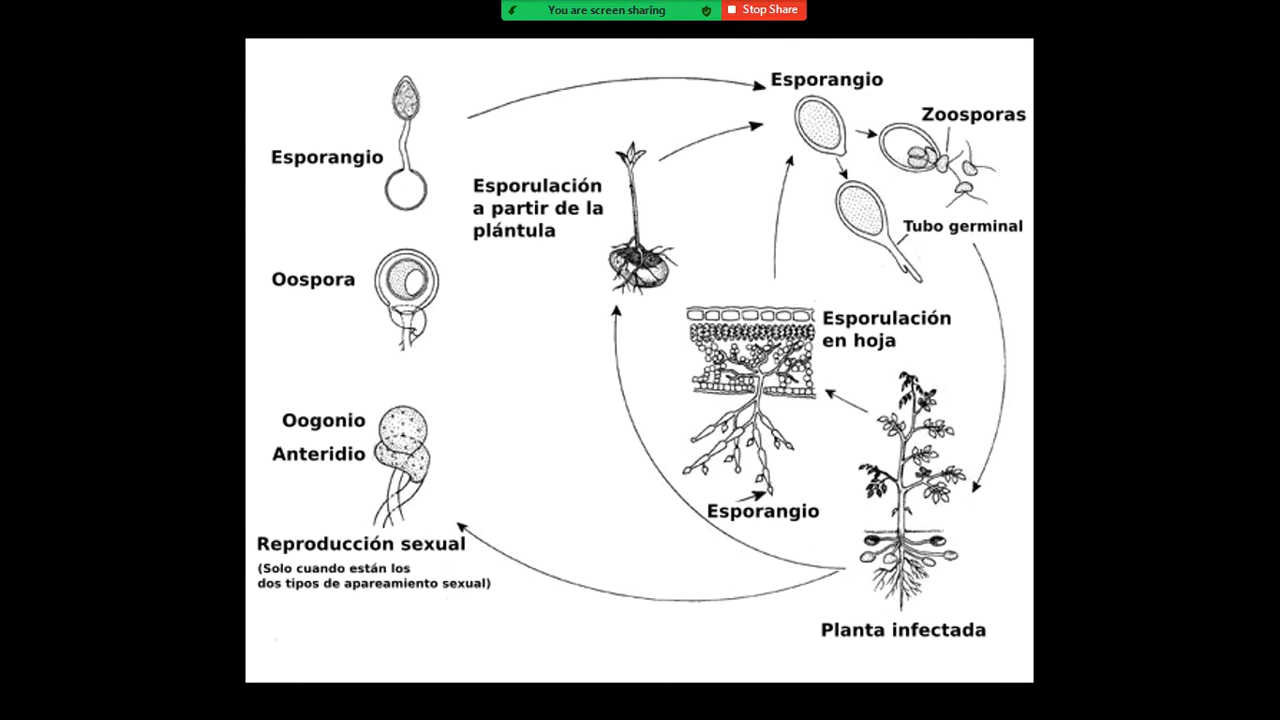 You are screen sharing
Stop Share
Esporangio
Zoosporas
Esporangio
Esporulación
a partir de la
plántula
Tubo germinal
Oospora
Esporulación
en hoja
Oogonio
Anteridio
Esporangio
Reproducción sexual
(Solo cuando están los
dos tipos de apareamiento sexual)
Planta infectada